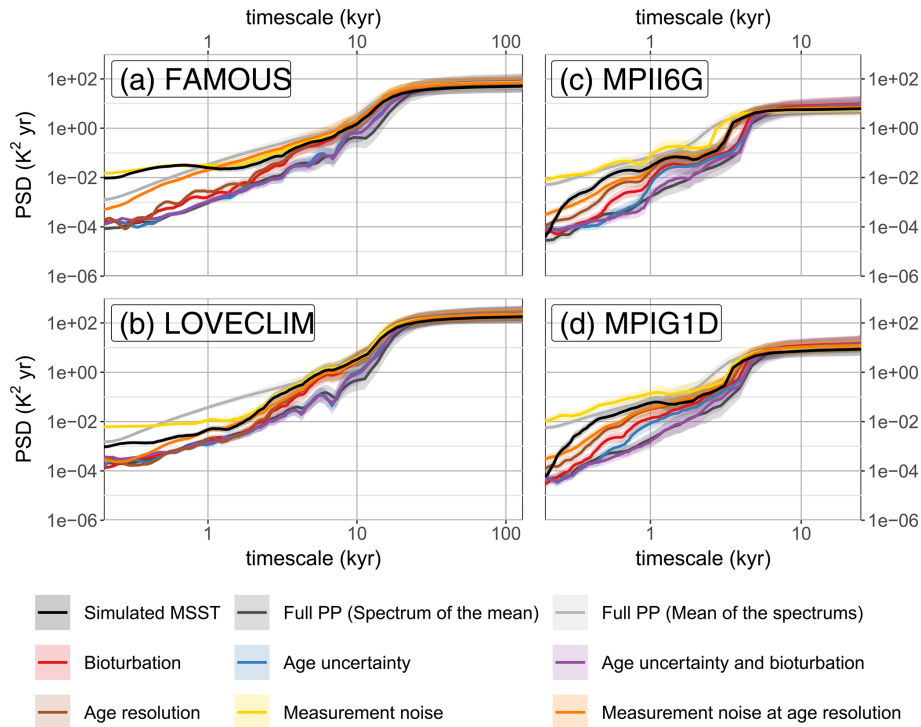 timescale (kyr)
timescale (kyr)
1
10
100
1
10
PSD (K² yr)
1e+02
1e+00
1e−02
1e−04
1e−06
(a) FAMOUS
(c) MPII6G
1e+02
1e+00
1e−02
1e−04
1e−06
PSD (K² yr)
1e+02
1e+00
1e−02
1e−04
1e−06
(b) LOVECLIM
(d) MPIG1D
1e+02
1e+00
1e−02
1e−04
1e−06
1
10
100
1
10
timescale (kyr)
timescale (kyr)
Simulated MSST
Full PP (Spectrum of the mean)
Full PP (Mean of the spectrums)
Bioturbation
Age uncertainty
Age uncertainty and bioturbation
Age resolution
Measurement noise
Measurement noise at age resolution